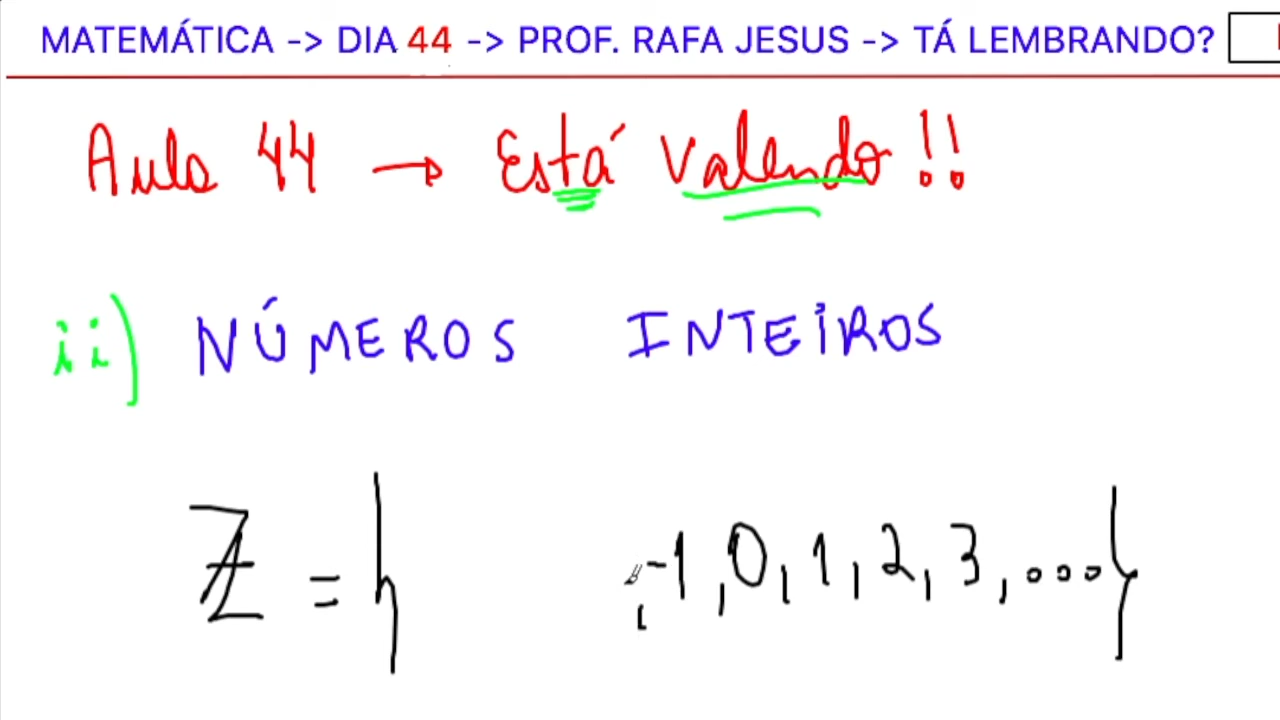 MATEMÁTICA -> DIA 44 -> PROF. RAFA JESUS -> TÁ LEMBRANDO?
Aula 44 → Está valendo!!
ii) NÚMEROS INTEIROS
Z = { , -1, 0, 1, 2, 3, ...}